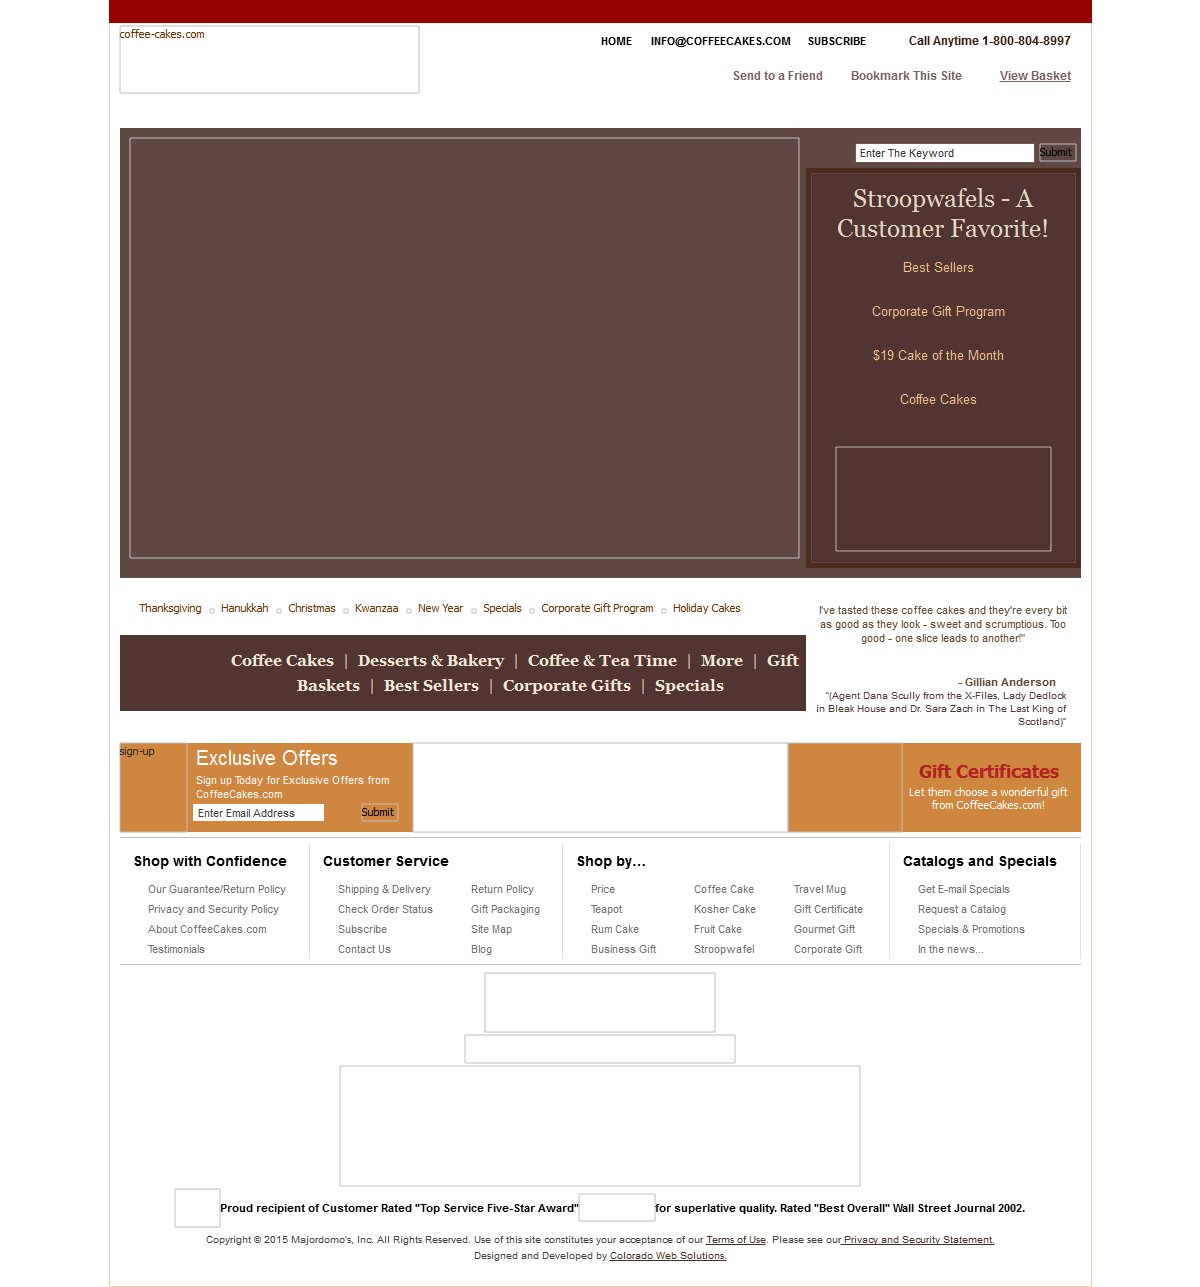 coffee-cakes.com
HOME INFO@COFFEECAKES.COM SUBSCRIBE Call Anytime 1-800-804-8997
Send to a Friend Bookmark This Site View Basket
Enter The Keyword Submit
Stroopwafels - A
Customer Favorite!
Best Sellers
Corporate Gift Program
$19 Cake of the Month
Coffee Cakes
Thanksgiving Hanukkah Christmas Kwanzaa New Year Specials Corporate Gift Program Holiday Cakes
I've tasted these coffee cakes and they're every bit
as good as they look - sweet and scrumptious. Too
good - one slice leads to another!"
- Gillian Anderson
"(Agent Dana Scully from the X-Files, Lady Dedlock
in Bleak House and Dr. Sara Zach in The Last King of
Scotland)"
Coffee Cakes | Desserts & Bakery | Coffee & Tea Time | More | Gift
Baskets | Best Sellers | Corporate Gifts | Specials
sign-up
Exclusive Offers
Sign up Today for Exclusive Offers from
CoffeeCakes.com
Enter Email Address Submit
Gift Certificates
Let them choose a wonderful gift
from CoffeeCakes.com!
Shop with Confidence
Our Guarantee/Return Policy
Privacy and Security Policy
About CoffeeCakes.com
Testimonials
Customer Service
Shipping & Delivery Return Policy
Check Order Status Gift Packaging
Subscribe Site Map
Contact Us Blog
Shop by...
Price Coffee Cake Travel Mug
Teapot Kosher Cake Gift Certificate
Rum Cake Fruit Cake Gourmet Gift
Business Gift Stroopwafel Corporate Gift
Catalogs and Specials
Get E-mail Specials
Request a Catalog
Specials & Promotions
In the news...
Proud recipient of Customer Rated "Top Service Five-Star Award" for superlative quality. Rated "Best Overall" Wall Street Journal 2002.
Copyright © 2015 Majordomo's, Inc. All Rights Reserved. Use of this site constitutes your acceptance of our Terms of Use. Please see our Privacy and Security Statement.
Designed and Developed by Colorado Web Solutions.